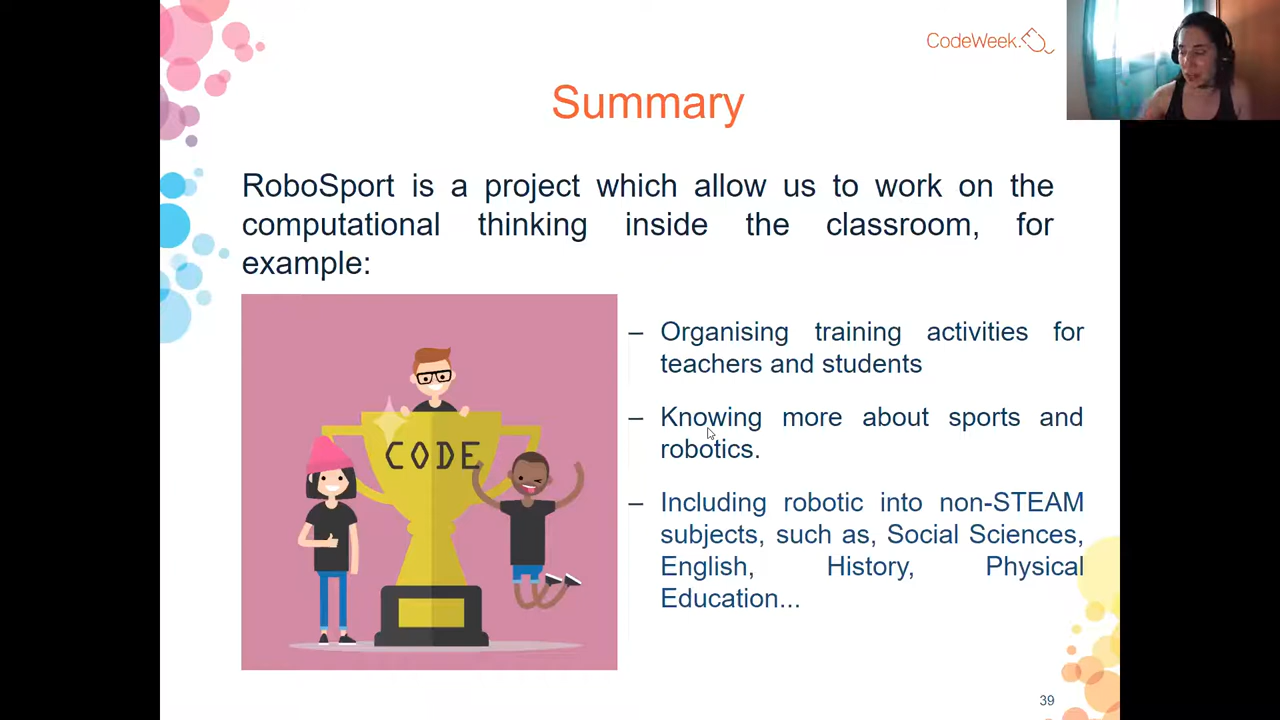 CodeWeek.
Summary
RoboSport is a project which allow us to work on the
computational thinking inside the classroom, for
example:
CODE
– Organising training activities for
teachers and students
– Knowing more about sports and
robotics.
– Including robotic into non-STEAM
subjects, such as, Social Sciences,
English, History, Physical
Education...
39